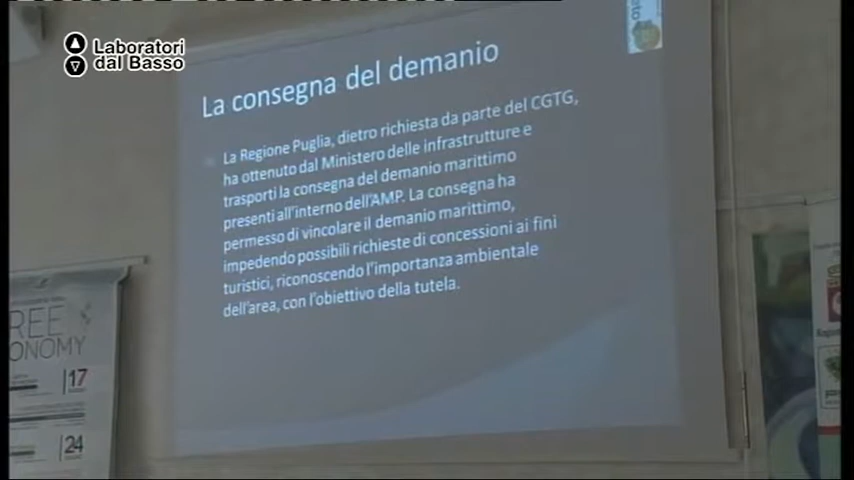 Laboratori
dal Basso
La consegna del demanio
La Regione Puglia, dietro richiesta da parte del CGTG,
ha ottenuto dal Ministero delle infrastrutture e
trasporti la consegna del demanio marittimo
presenti all'interno dell'AMP. La consegna ha
permesso di vincolare il demanio marittimo,
impedendo possibili richieste di concessioni ai fini
turistici, riconoscendo l'importanza ambientale
dell'area, con l'obiettivo della tutela.
REE
ONOMY
17
24